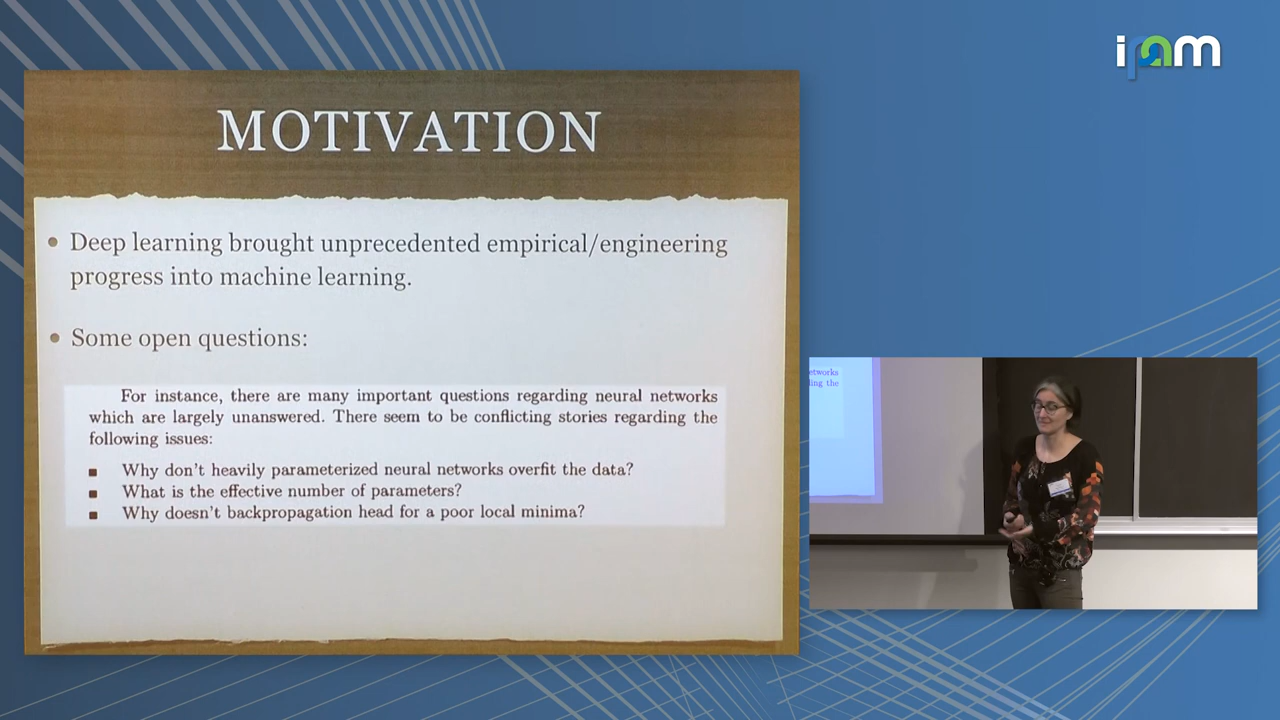 ipam
MOTIVATION
• Deep learning brought unprecedented empirical/engineering
progress into machine learning.
• Some open questions:
For instance, there are many important questions regarding neural networks
which are largely unanswered. There seem to be conflicting stories regarding the
following issues:
■ Why don't heavily parameterized neural networks overfit the data?
■ What is the effective number of parameters?
■ Why doesn't backpropagation head for a poor local minima?
etworks
ling the